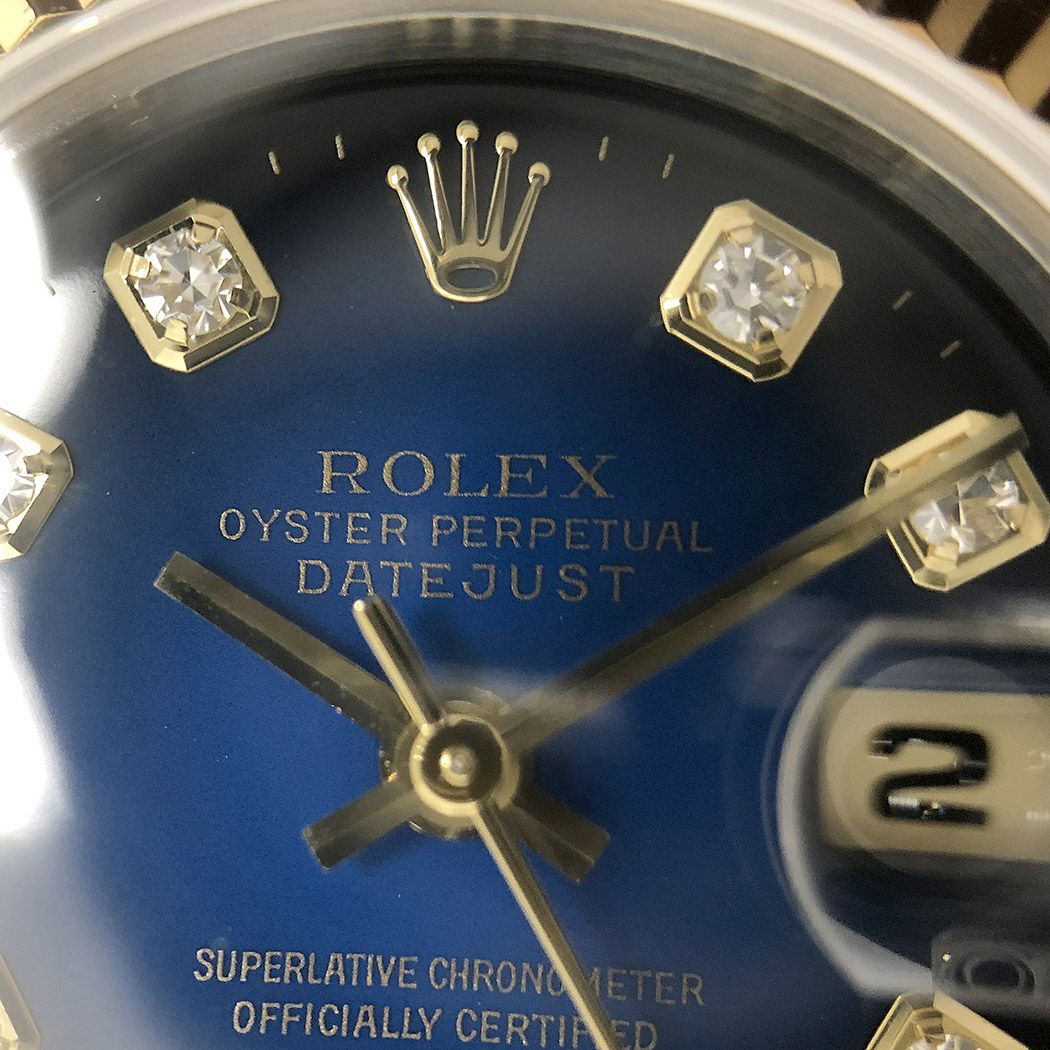 ROLEX
OYSTER PERPETUAL
DATEJUST
2
SUPERLATIVE CHRONOMETER
OFFICIALLY CERTIFIED